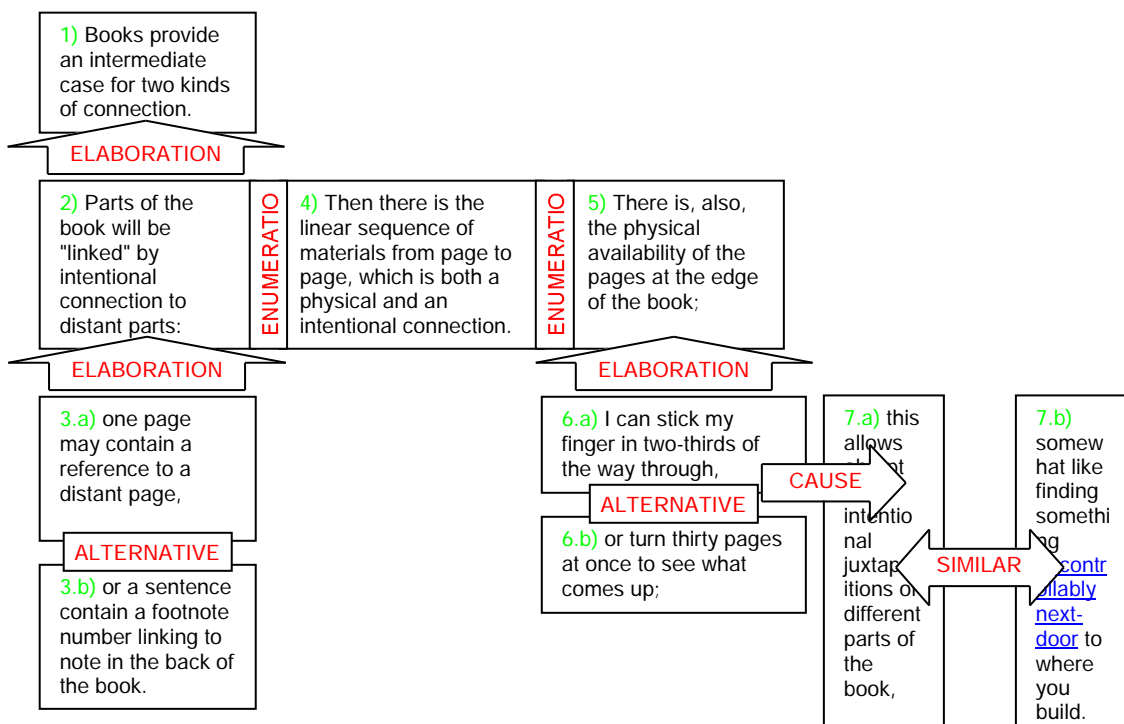 1) Books provide
an intermediate
case for two kinds
of connection.
ELABORATION
2) Parts of the
book will be
"linked" by
intentional
connection to
distant parts:
ENUMERATIO
4) Then there is the
linear sequence of
materials from page to
page, which is both a
physical and an
intentional connection.
ENUMERATIO
5) There is, also,
the physical
availability of the
pages at the edge
of the book;
ELABORATION
ELABORATION
3.a) one page
may contain a
reference to a
distant page,
ALTERNATIVE
3.b) or a sentence
contain a footnote
number linking to
note in the back of
the book.
6.a) I can stick my
finger in two-thirds of
the way through,
ALTERNATIVE
6.b) or turn thirty pages
at once to see what
comes up;
CAUSE
7.a) this
allows
intentio
nal
juxtap
itions o
different
parts of
the
book,
SIMILAR
7.b)
somew
hat like
finding
somethi
ng
contr
ollably
next-
door to
where
you
build.